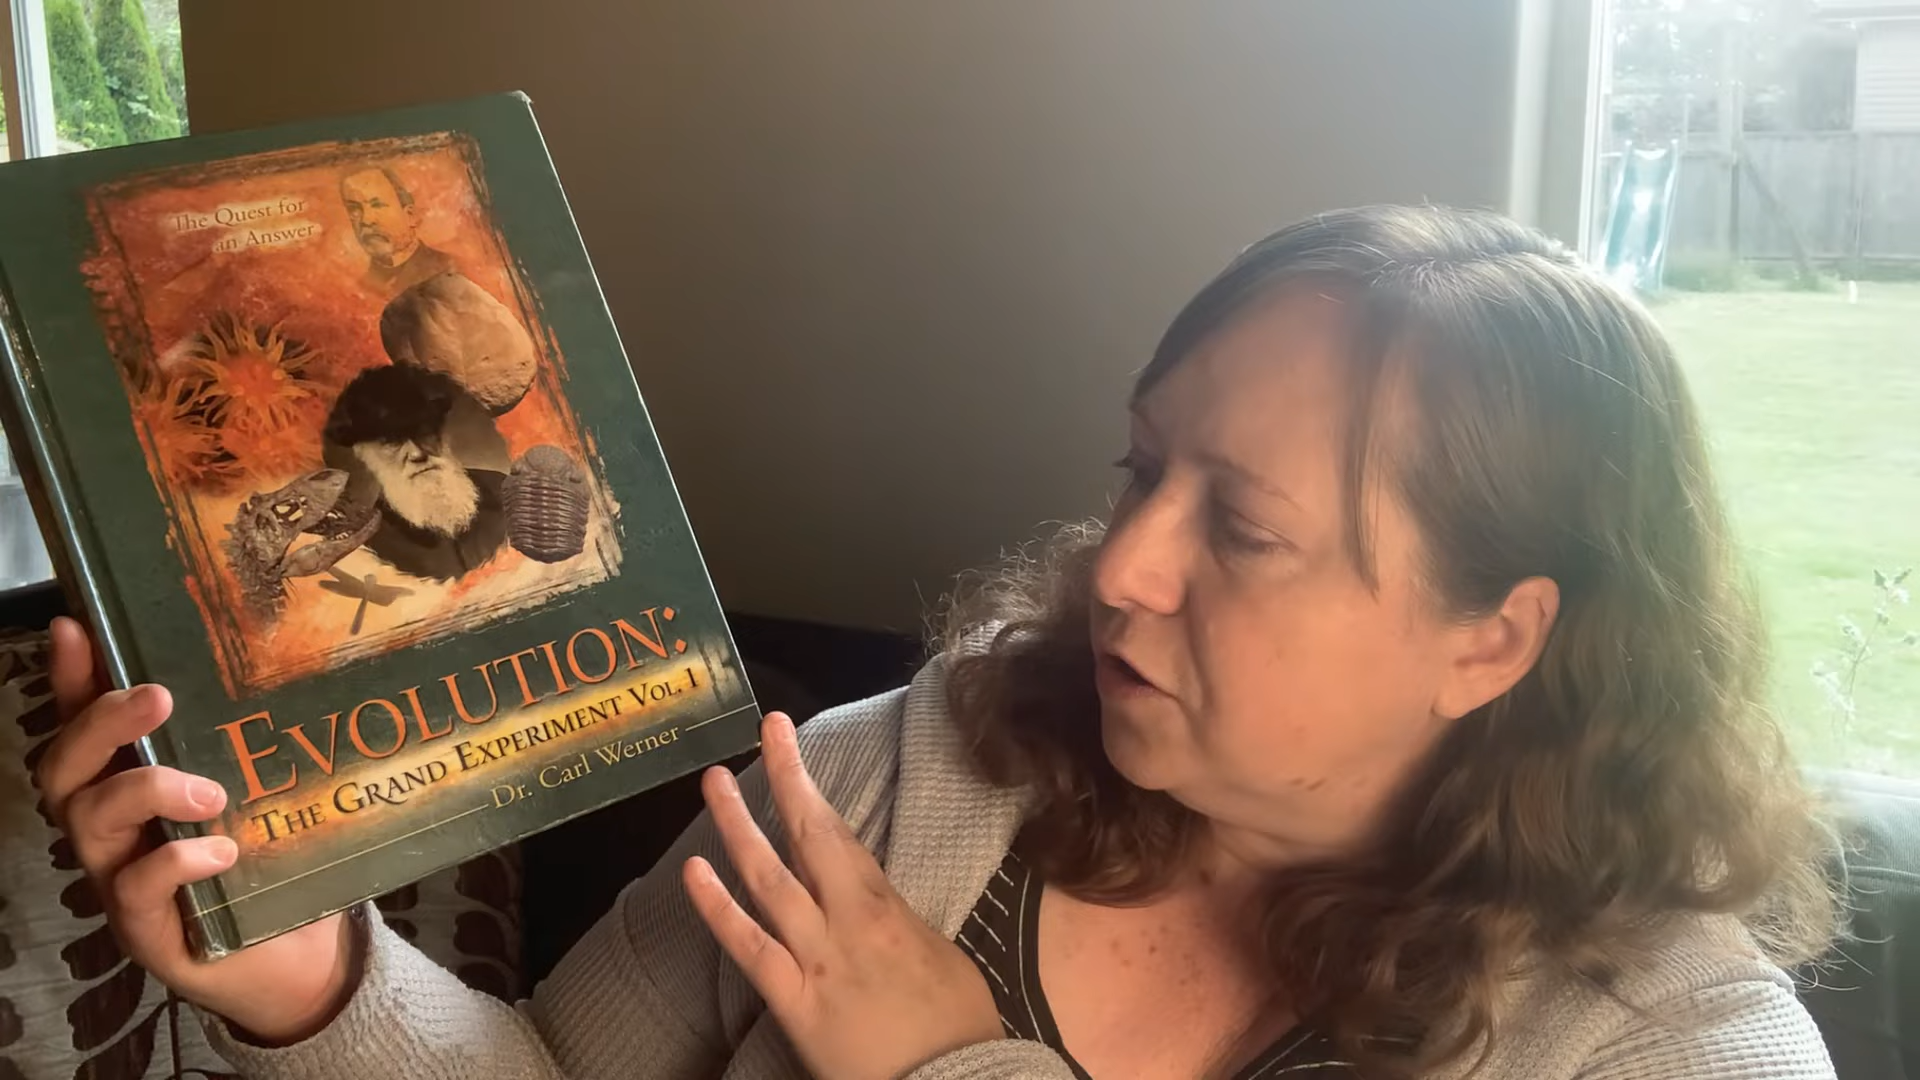 The Quest for
an Answer
EVOLUTION:
THE GRAND EXPERIMENT VOL. 1
Dr. Carl Werner